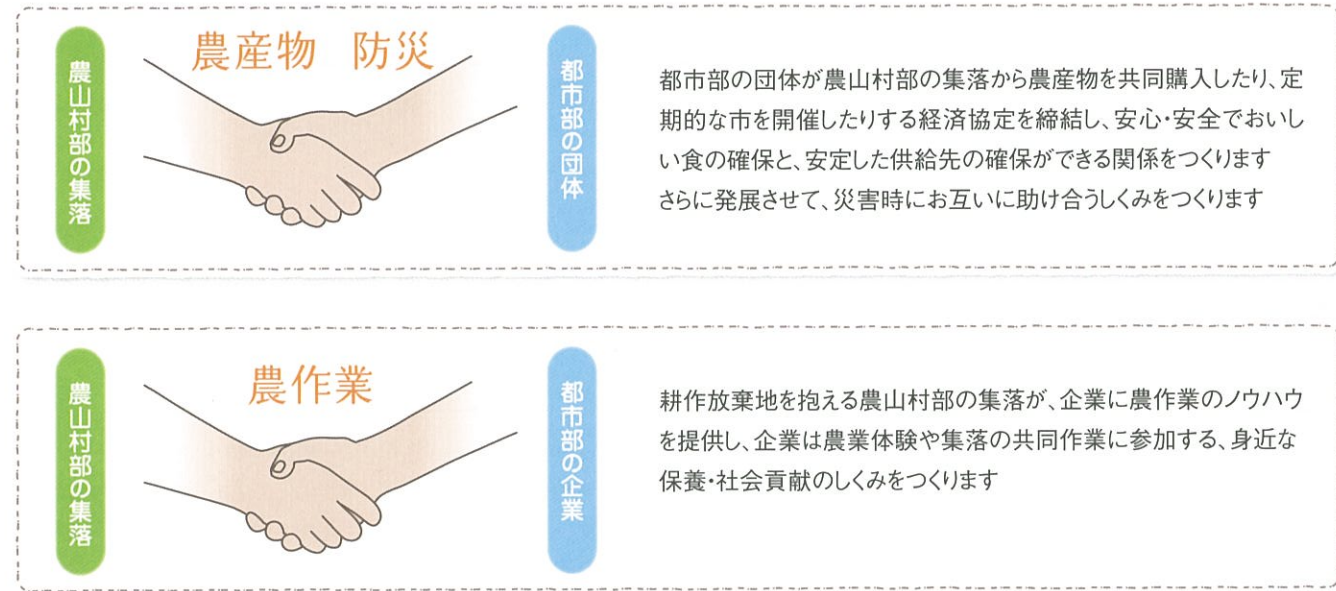 農産物　防災
農山村部の集落
都市部の団体
都市部の団体が農山村部の集落から農産物を共同購入したり、定
期的な市を開催したりする経済協定を締結し、安心・安全でおいし
い食の確保と、安定した供給先の確保ができる関係をつくります
さらに発展させて、災害時にお互いに助け合うしくみをつくります
農作業
農山村部の集落
都市部の企業
耕作放棄地を抱える農山村部の集落が、企業に農作業のノウハウ
を提供し、企業は農業体験や集落の共同作業に参加する、身近な
保養・社会貢献のしくみをつくります